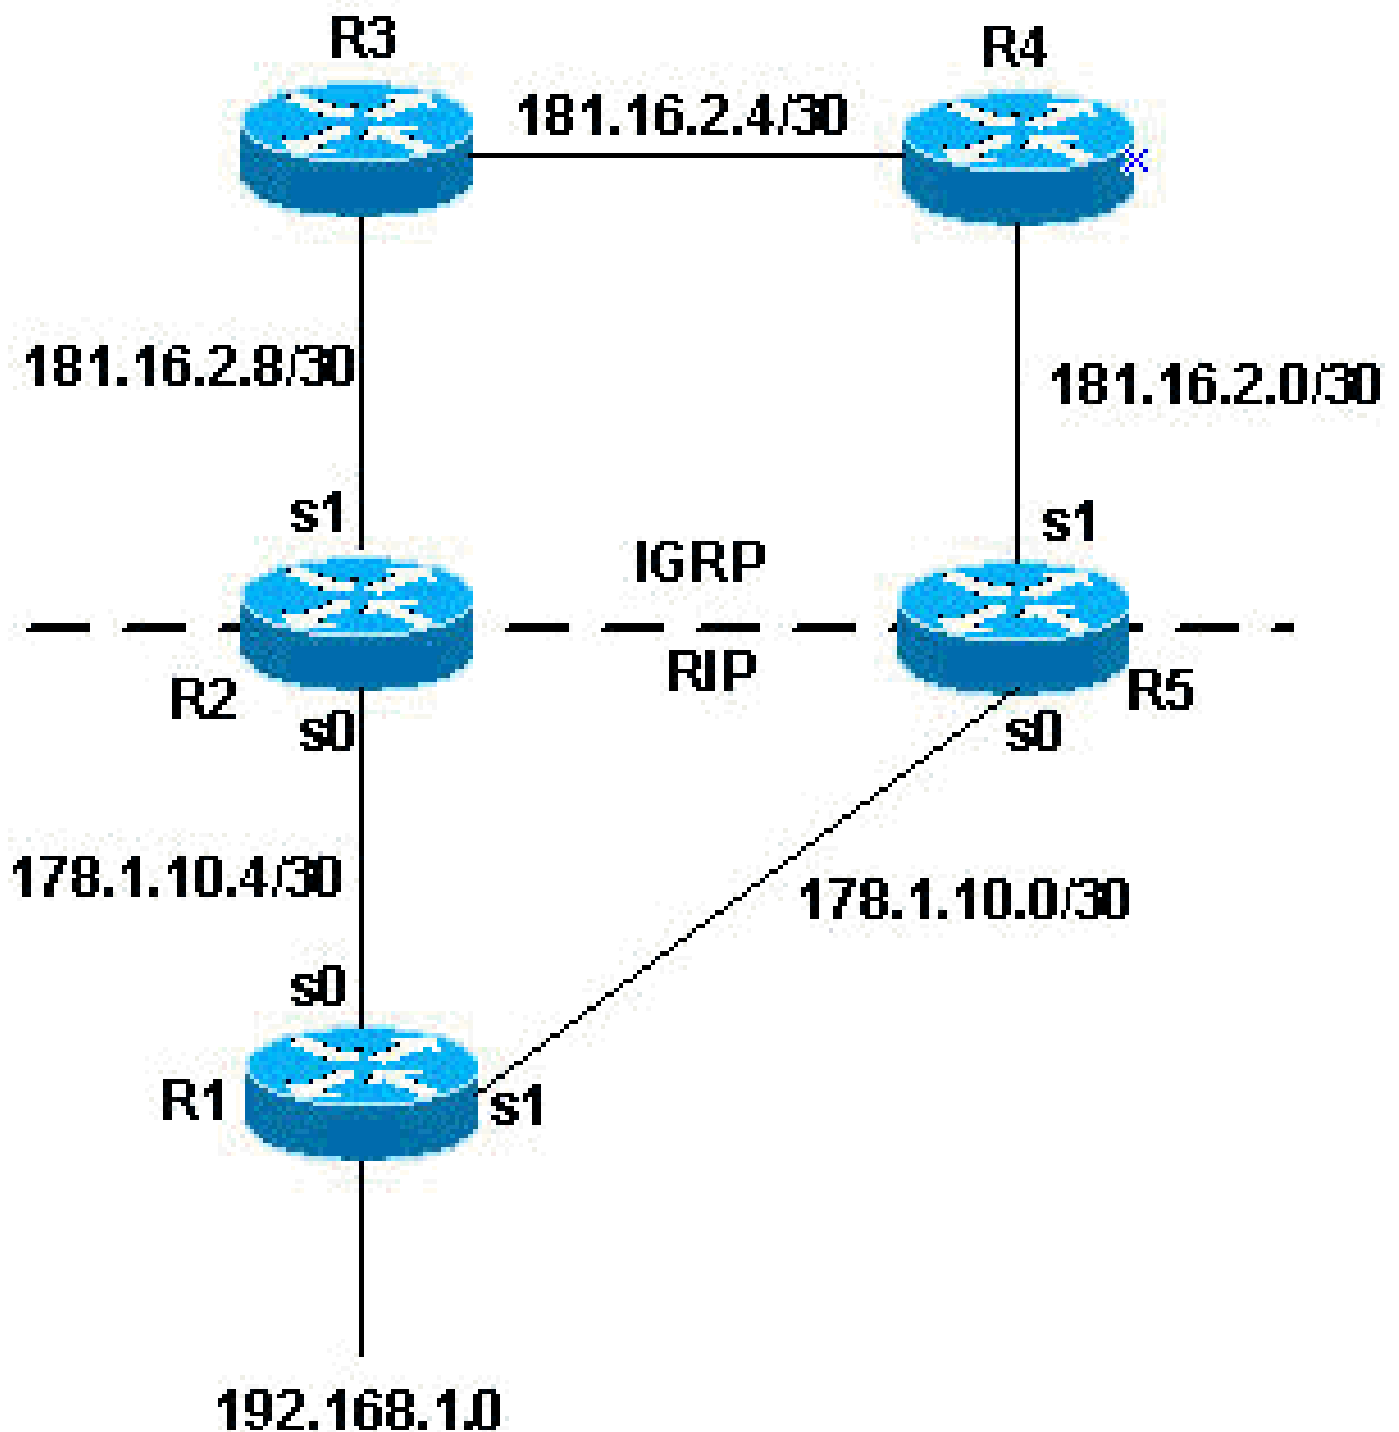 R3
R4
181.16.2.4/30
181.16.2.8/30
181.16.2.0/30
s1
s1
IGRP
RIP
R2
R5
s0
s0
178.1.10.4/30
178.1.10.0/30
s0
R1
s1
192.168.1.0